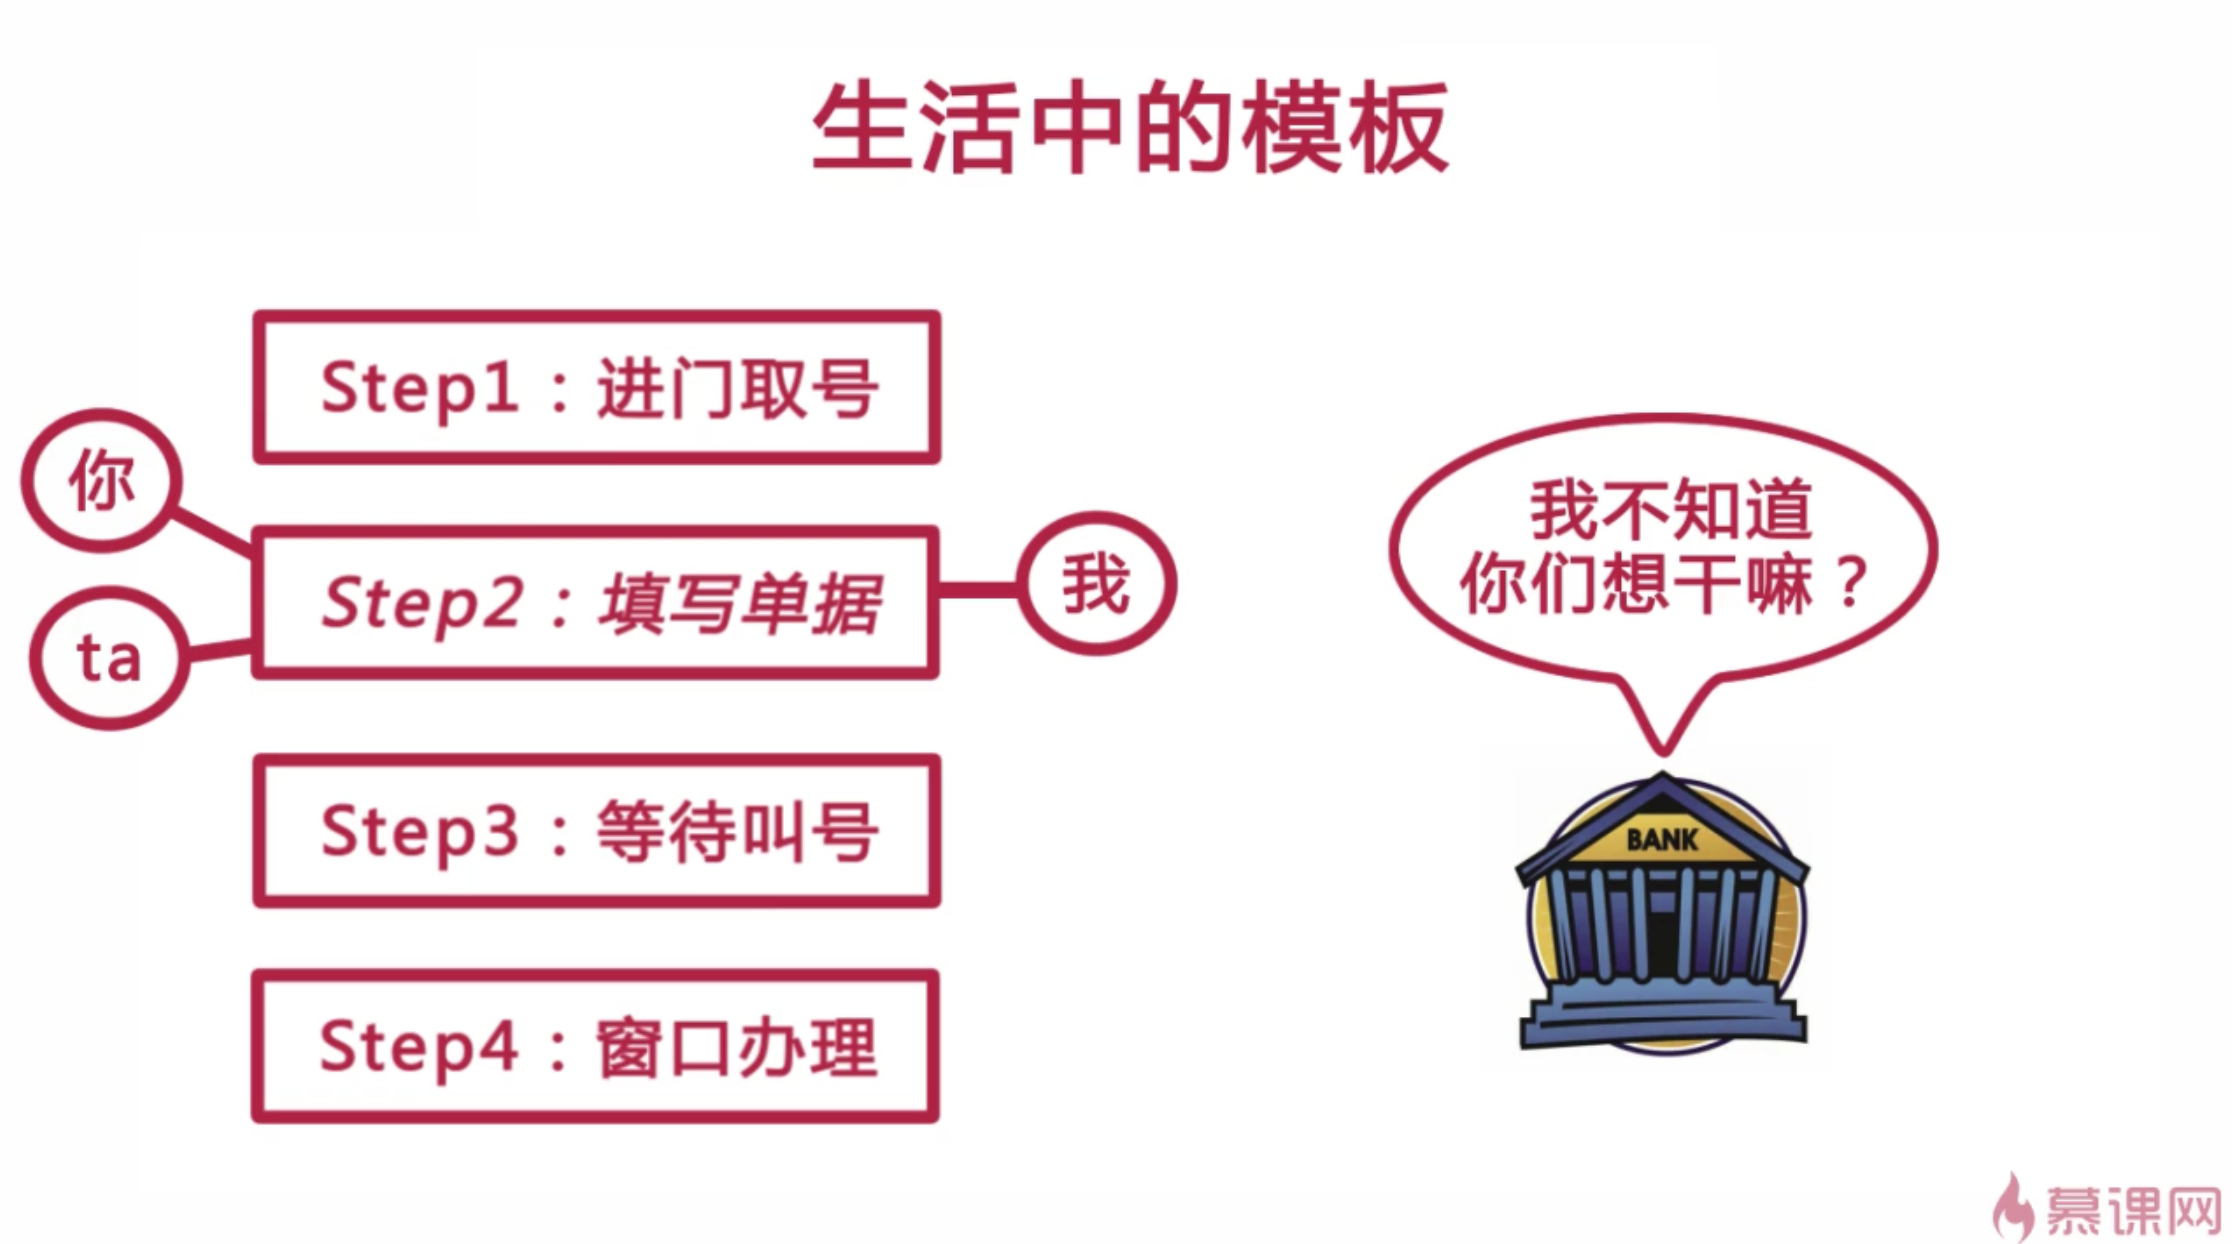 生活中的模板
Step1：进门取号
你
Step2：填写单据
我
ta
Step3：等待叫号
Step4：窗口办理
我不知道
你们想干嘛？
BANK
慕课网